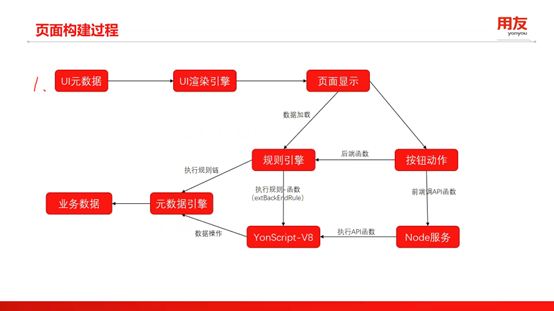 页面构建过程
用友
yonyou
1、
UI元数据
UI渲染引擎
页面显示
数据加载
规则引擎
后端函数
按钮动作
执行规则链
执行规则-函数
(extBackEndRule)
前端调API函数
业务数据
元数据引擎
数据操作
YonScript-V8
执行API函数
Node服务